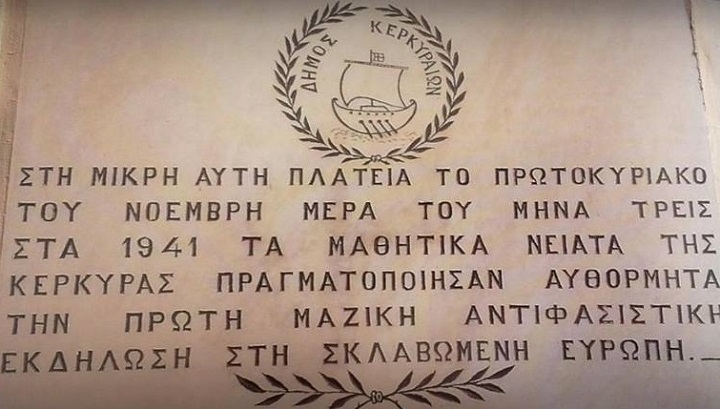 ΔΗΜΟΣ ΚΕΡΚΥΡΑΙΩΝ
ΣΤΗ ΜΙΚΡΗ ΑΥΤΗ ΠΛΑΤΕΙΑ ΤΟ ΠΡΩΤΟΚΥΡΙΑΚΟ
ΤΟΥ ΝΟΕΜΒΡΗ ΜΕΡΑ ΤΟΥ ΜΗΝΑ ΤΡΕΙΣ
ΣΤΑ 1941 ΤΑ ΜΑΘΗΤΙΚΑ ΝΕΙΑΤΑ ΤΗΣ
ΚΕΡΚΥΡΑΣ ΠΡΑΓΜΑΤΟΠΟΙΗΣΑΝ ΑΥΘΟΡΜΗΤΑ
ΤΗΝ ΠΡΩΤΗ ΜΑΖΙΚΗ ΑΝΤΙΦΑΣΙΣΤΙΚΗ
ΕΚΔΗΛΩΣΗ ΣΤΗ ΣΚΛΑΒΩΜΕΝΗ ΕΥΡΩΠΗ._